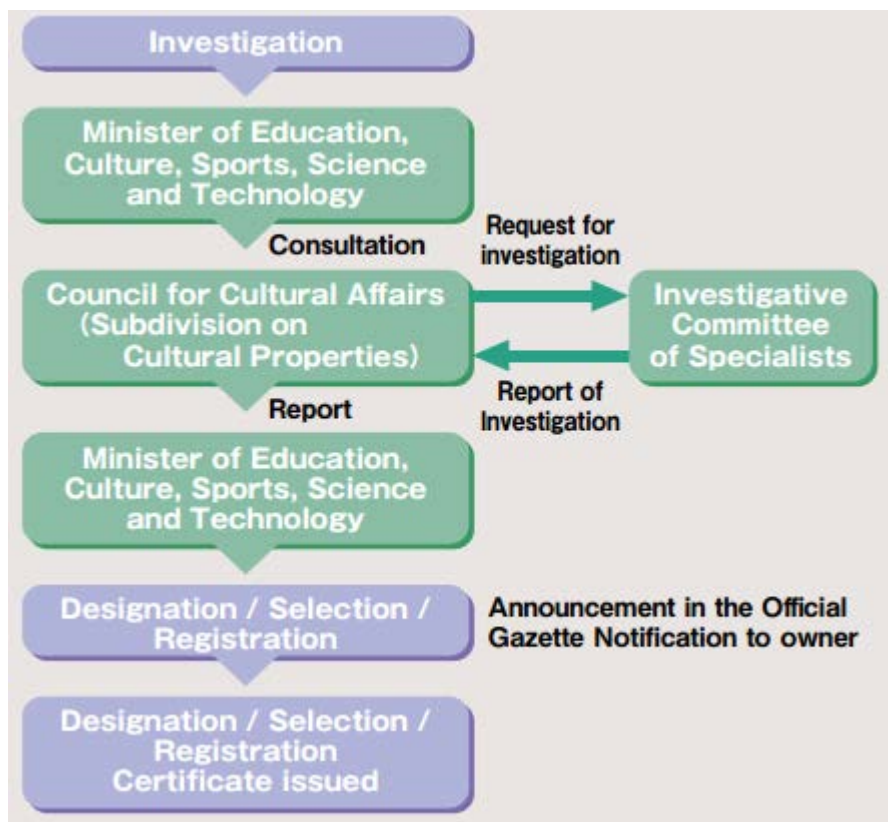 Investigation
Minister of Education,
Culture, Sports, Science
and Technology
Consultation
Request for
investigation
Council for Cultural Affairs
(Subdivision on
Cultural Properties)
Investigative
Committee
of Specialists
Report
Report of
Investigation
Minister of Education,
Culture, Sports, Science
and Technology
Designation / Selection /
Registration
Announcement in the Official
Gazette Notification to owner
Designation / Selection /
Registration
Certificate issued